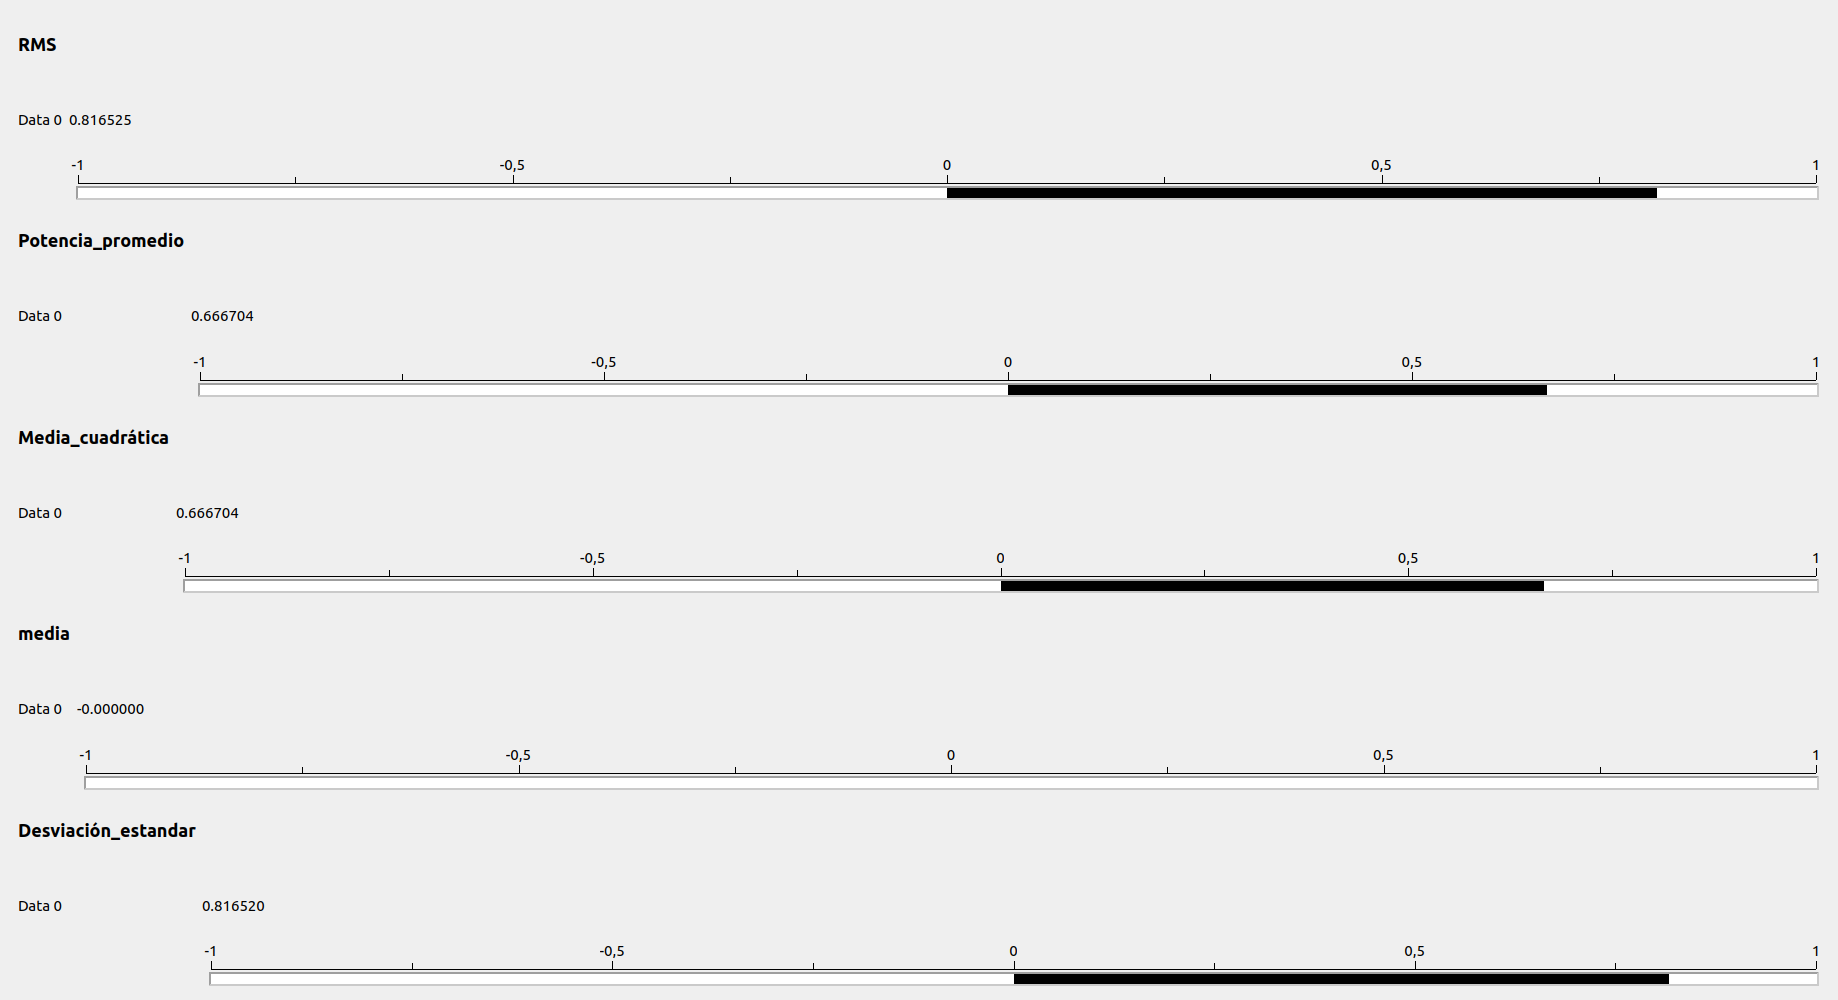 RMS
Data 0 0.816525
-1 -0,5 0 0,5 1
Potencia_promedio
Data 0 0.666704
-1 -0,5 0 0,5 1
Media_cuadrática
Data 0 0.666704
-1 -0,5 0 0,5 1
media
Data 0 -0.000000
-1 -0,5 0 0,5 1
Desviación_estandar
Data 0 0.816520
-1 -0,5 0 0,5 1